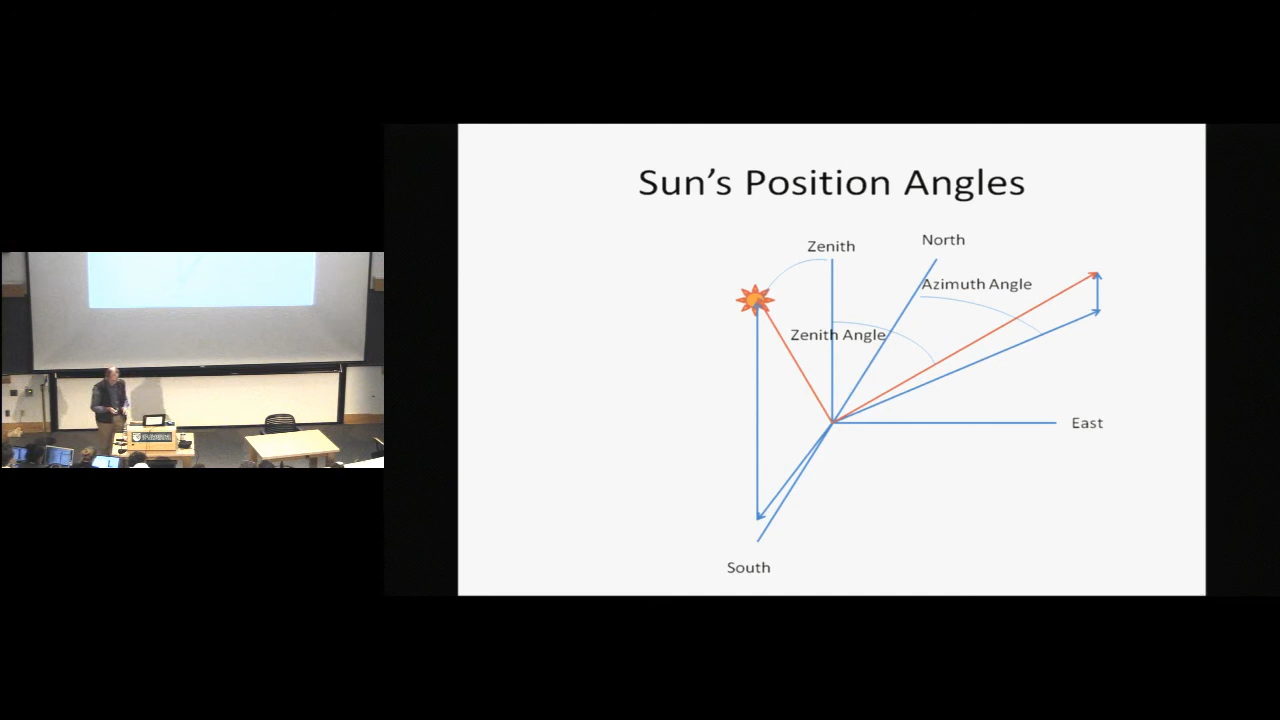 Sun's Position Angles
Zenith
North
Azimuth Angle
Zenith Angle
East
South